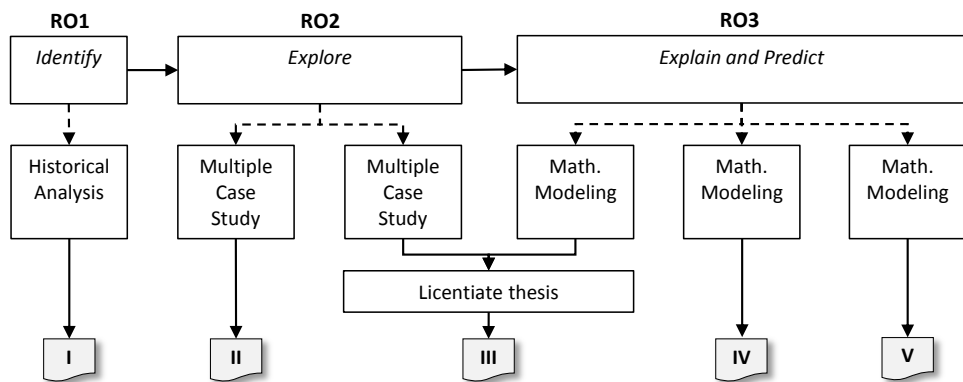 RO1
RO2
RO3
Identify
Explore
Explain and Predict
Historical
Analysis
Multiple
Case
Study
Multiple
Case
Study
Math.
Modeling
Math.
Modeling
Math.
Modeling
Licentiate thesis
I
II
III
IV
V